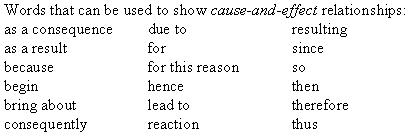 Words that can be used to show cause-and-effect relationships:
as a consequence due to resulting
as a result for since
because for this reason so
begin hence then
bring about lead to therefore
consequently reaction thus